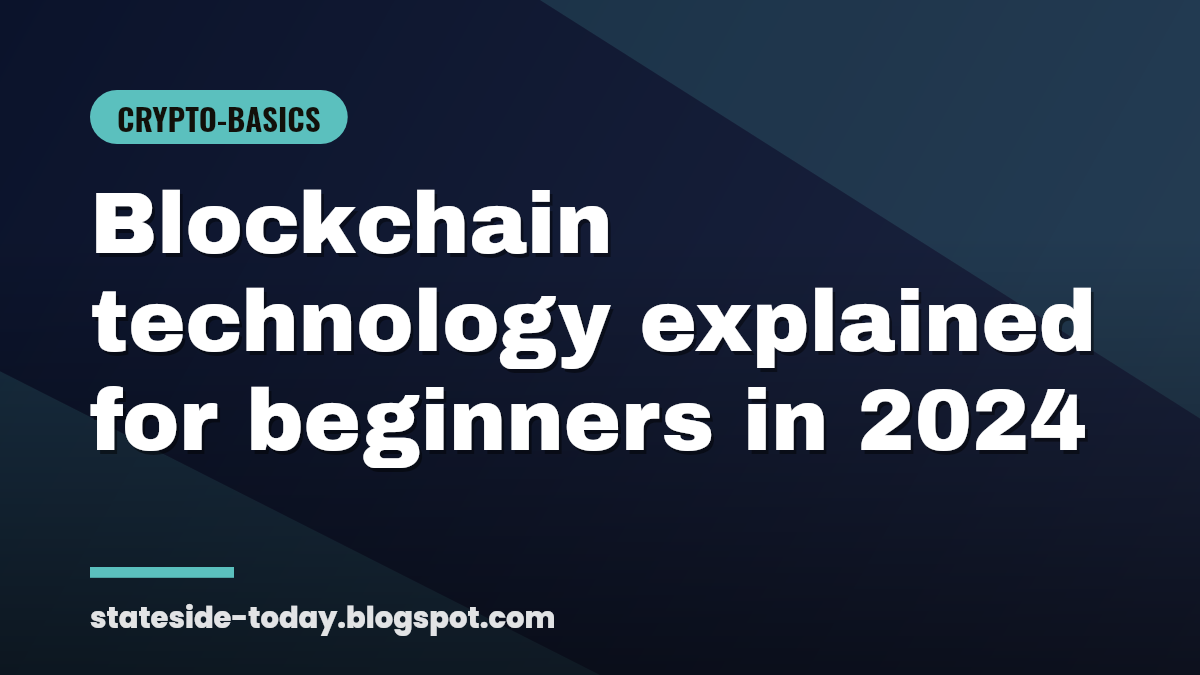 CRYPTO-BASICS
Blockchain
technology explained
for beginners in 2024
stateside-today.blogspot.com